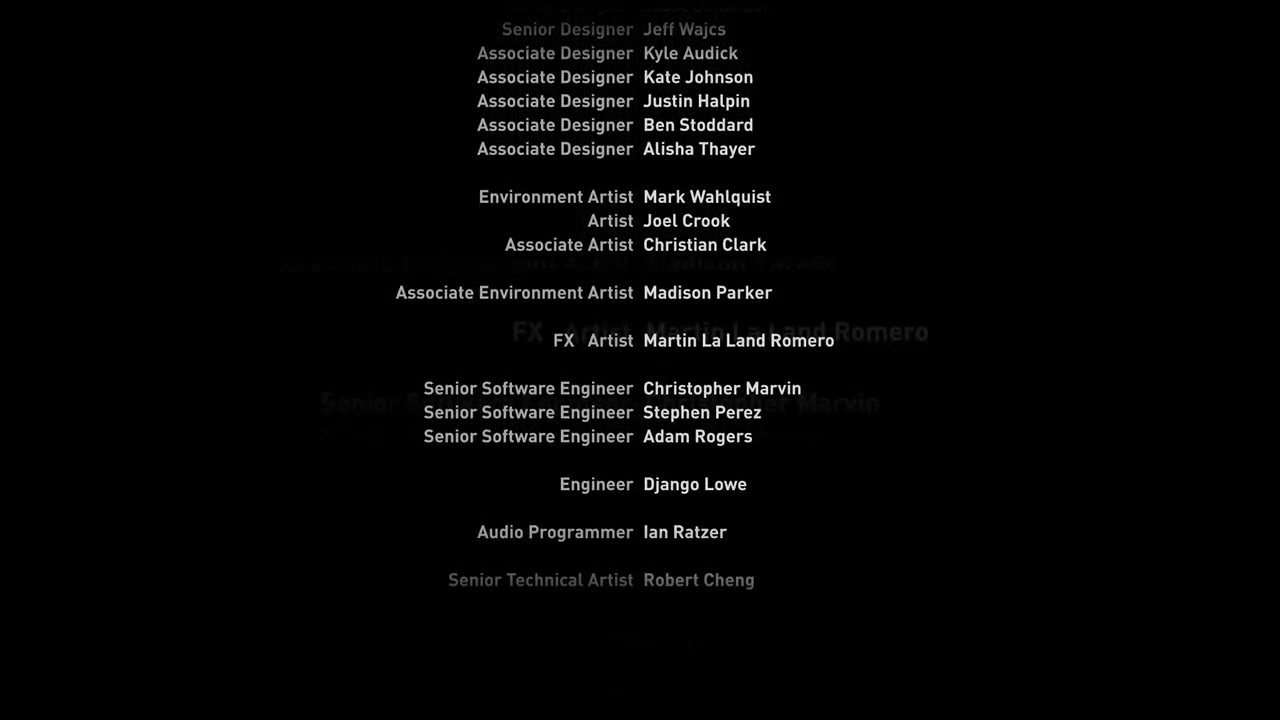 Senior Designer Jeff Wajcs
Associate Designer Kyle Audick
Associate Designer Kate Johnson
Associate Designer Justin Halpin
Associate Designer Ben Stoddard
Associate Designer Alisha Thayer
Environment Artist Mark Wahlquist
Artist Joel Crook
Associate Artist Christian Clark
Associate Environment Artist Madison Parker
FX Artist Martin La Land Romero
Senior Software Engineer Christopher Marvin
Senior Software Engineer Stephen Perez
Senior Software Engineer Adam Rogers
Engineer Django Lowe
Audio Programmer Ian Ratzer
Senior Technical Artist Robert Cheng